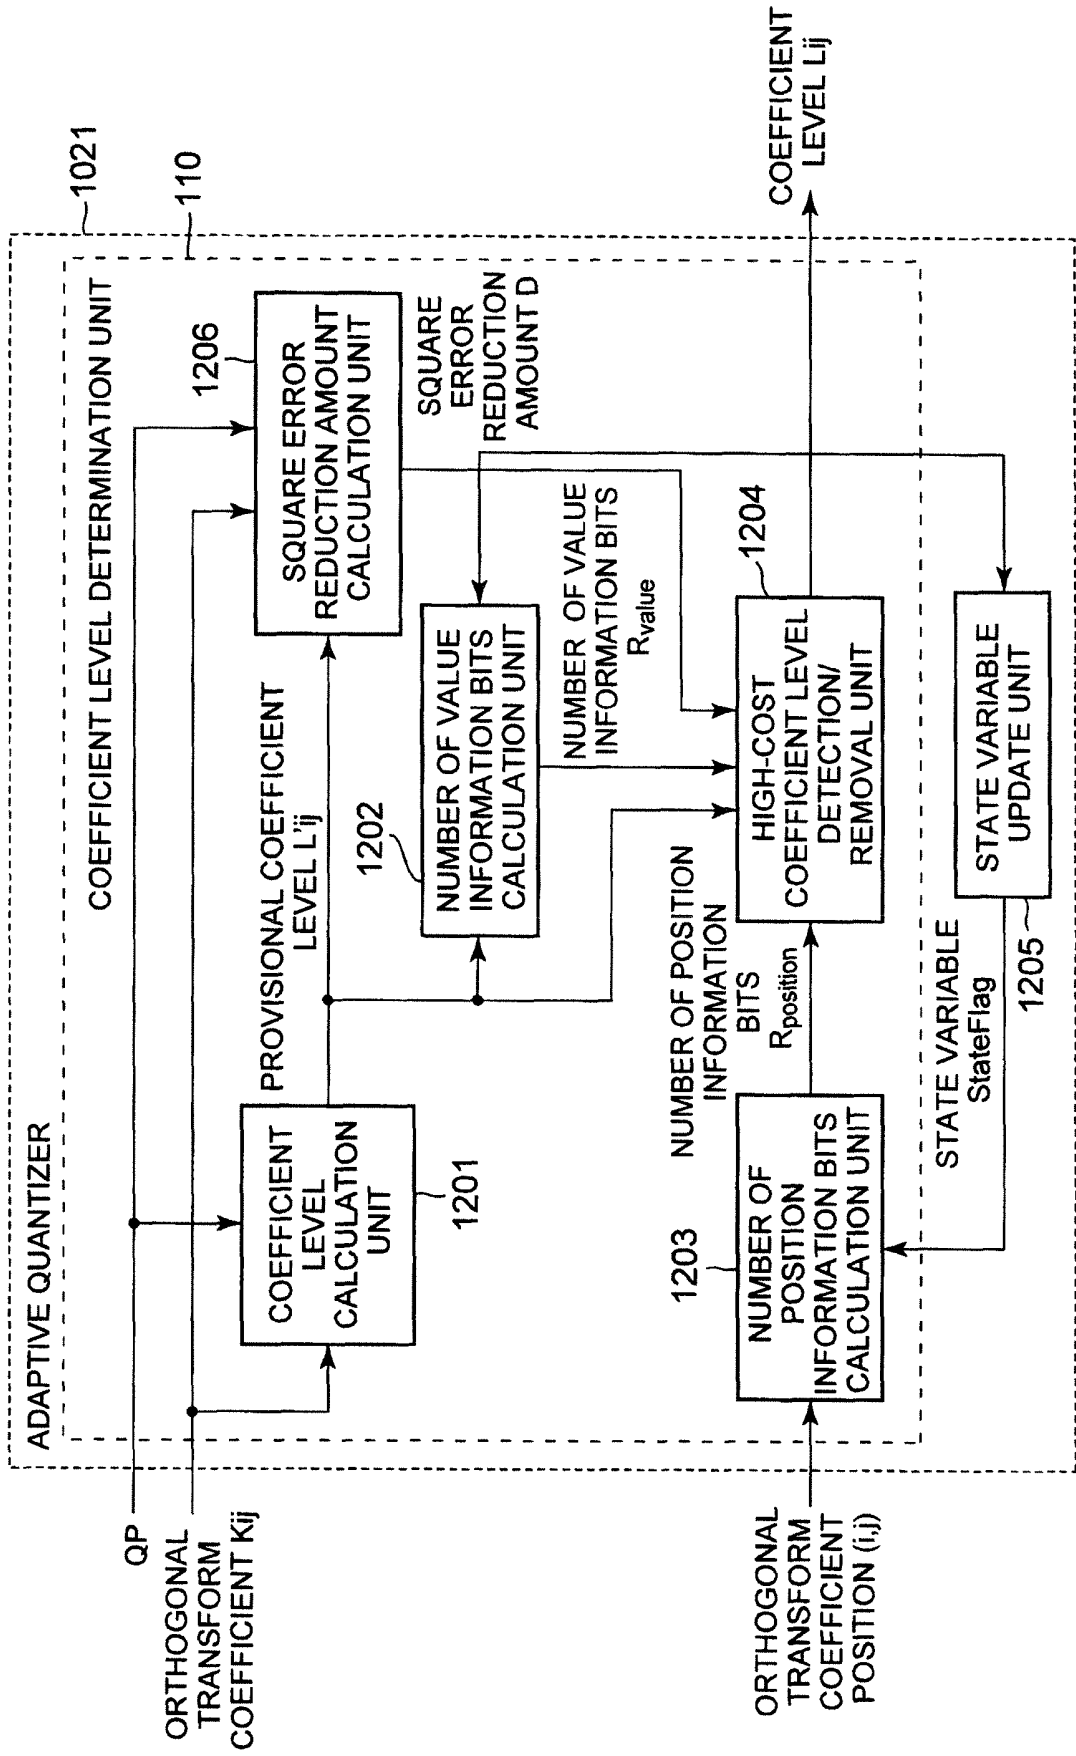 ADAPTIVE QUANTIZER
1021
COEFFICIENT LEVEL DETERMINATION UNIT
110
QP
ORTHOGONAL
TRANSFORM
COEFFICIENT Kij
COEFFICIENT
LEVEL
CALCULATION
UNIT
1201
PROVISIONAL COEFFICIENT
LEVEL L'ij
1206
SQUARE ERROR
REDUCTION AMOUNT
CALCULATION UNIT
SQUARE
ERROR
REDUCTION
AMOUNT D
1202
NUMBER OF VALUE
INFORMATION BITS
CALCULATION UNIT
NUMBER OF VALUE
INFORMATION BITS
Rvalue
ORTHOGONAL
TRANSFORM
COEFFICIENT
POSITION (i,j)
1203
NUMBER OF
POSITION
INFORMATION BITS
CALCULATION UNIT
NUMBER OF POSITION
INFORMATION
BITS
Rposition
1204
HIGH-COST
COEFFICIENT LEVEL
DETECTION/
REMOVAL UNIT
COEFFICIENT
LEVEL Lij
STATE VARIABLE
StateFlag
1205
STATE VARIABLE
UPDATE UNIT